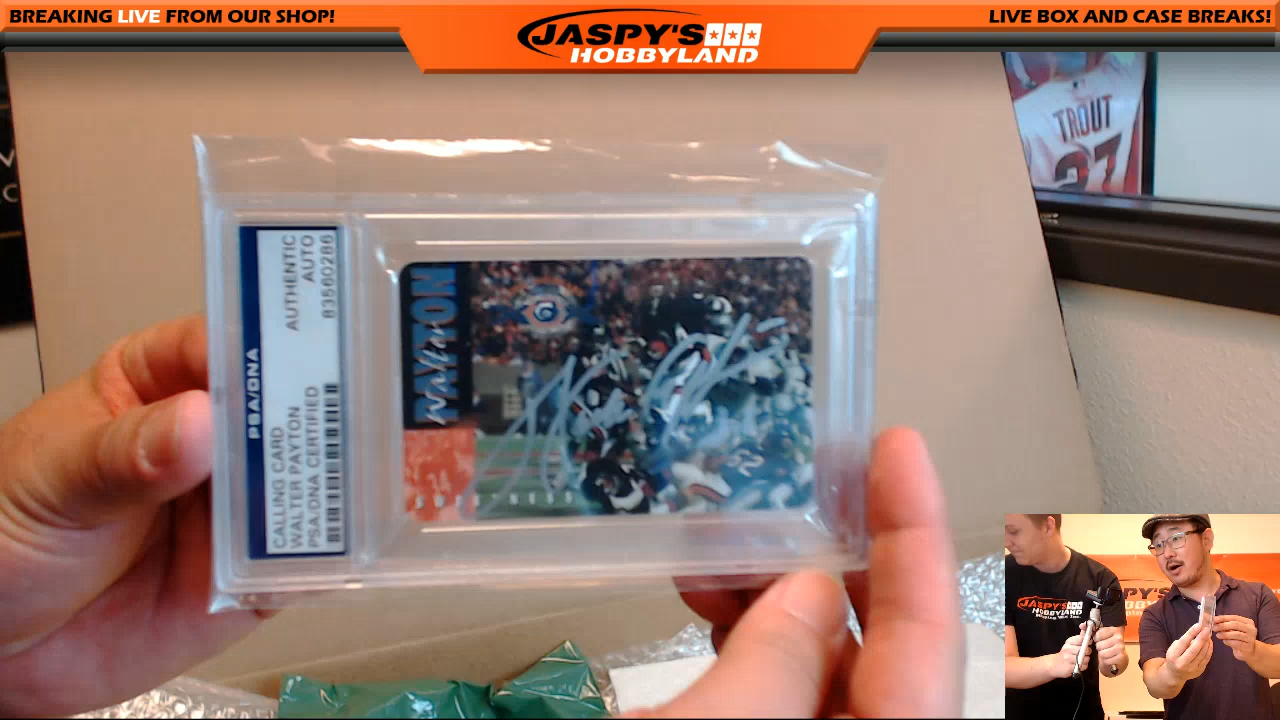 BREAKING LIVE FROM OUR SHOP!
JASPY'S
HOBBYLAND
LIVE BOX AND CASE BREAKS!
TROUT
27
PSA/DNA
CALLING CARD
WALTER PAYTON
PSA/DNA CERTIFIED
AUTHENTIC
AUTO
83560286
PAYTON
Walter
34
JASPY'S
HOBBYLAND